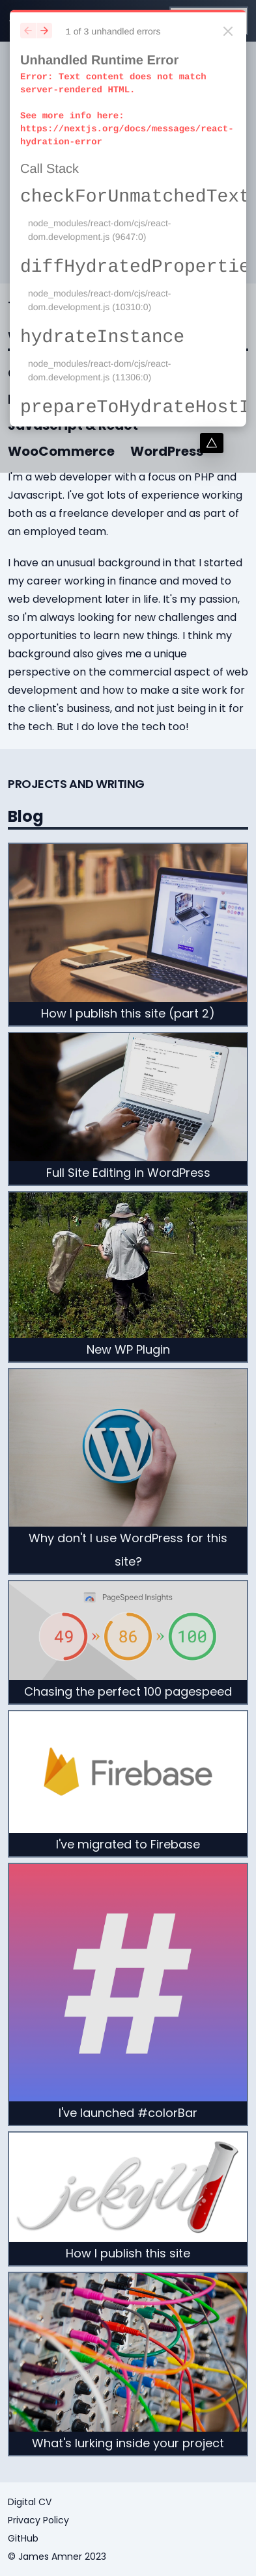 1 of 3 unhandled errors
Unhandled Runtime Error
Error: Text content does not match
server-rendered HTML.
See more info here:
https://nextjs.org/docs/messages/react-
hydration-error
Call Stack
checkForUnmatchedText
node_modules/react-dom/cjs/react-
dom.development.js (9647:0)
diffHydratedPropertie
node_modules/react-dom/cjs/react-
dom.development.js (10310:0)
hydrateInstance
node_modules/react-dom/cjs/react-
dom.development.js (11306:0)
prepareToHydrateHostI
Javascript & React
WooCommerce WordPress
I'm a web developer with a focus on PHP and
Javascript. I've got lots of experience working
both as a freelance developer and as part of
an employed team.
I have an unusual background in that I started
my career working in finance and moved to
web development later in life. It's my passion,
so I'm always looking for new challenges and
opportunities to learn new things. I think my
background also gives me a unique
perspective on the commercial aspect of web
development and how to make a site work for
the client's business, and not just being in it for
the tech. But I do love the tech too!
PROJECTS AND WRITING
Blog
How I publish this site (part 2)
Full Site Editing in WordPress
New WP Plugin
Why don't I use WordPress for this
site?
PageSpeed Insights
49 » 86 » 100
Chasing the perfect 100 pagespeed
Firebase
I've migrated to Firebase
#
I've launched #colorBar
jekyll
How I publish this site
What's lurking inside your project
Digital CV
Privacy Policy
GitHub
© James Amner 2023